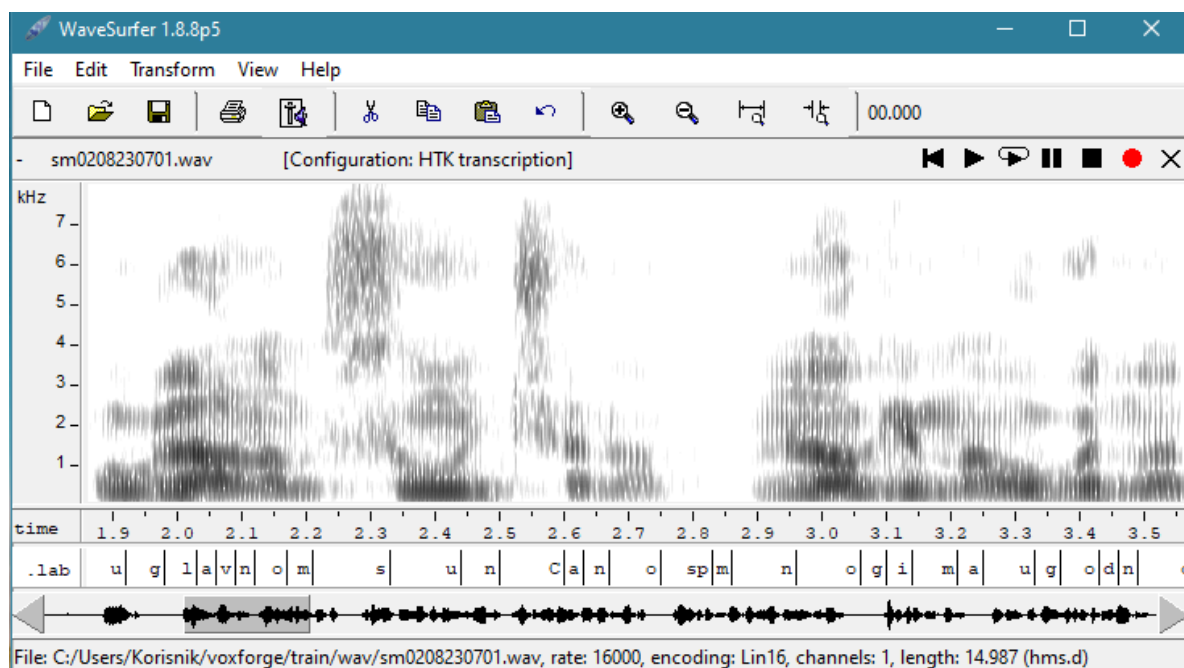 WaveSurfer 1.8.8p5
File Edit Transform View Help
00.000
- sm0208230701.wav [Configuration: HTK transcription]
kHz
7
6
5
4
3
2
1
time 1.9 2.0 2.1 2.2 2.3 2.4 2.5 2.6 2.7 2.8 2.9 3.0 3.1 3.2 3.3 3.4 3.5
.lab u g l a v n o m s u n C a n o sp m n o g i m a u g o d n
File: C:/Users/Korisnik/voxforge/train/wav/sm0208230701.wav, rate: 16000, encoding: Lin16, channels: 1, length: 14.987 (hms.d)